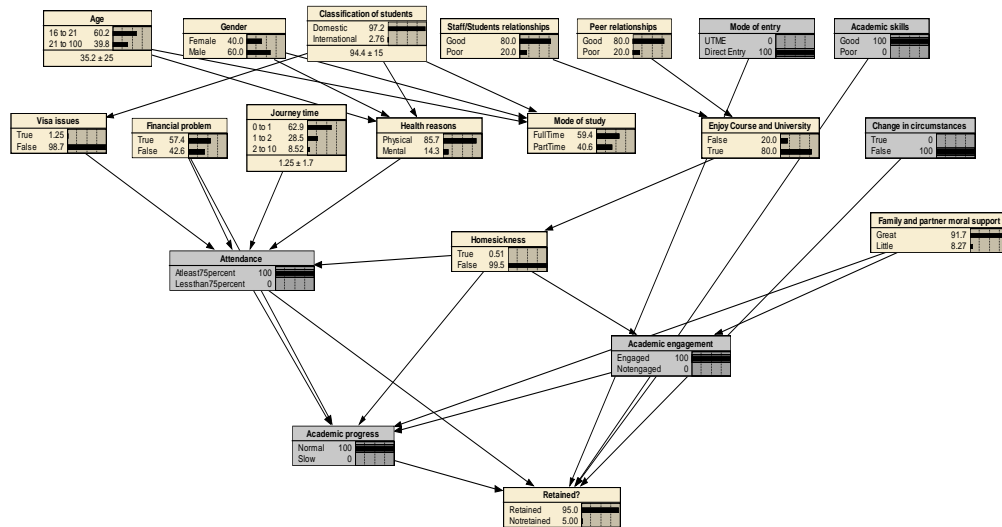 Age
16 to 21 60.2
21 to 100 39.8
35.2 ± 25
Gender
Female 40.0
Male 60.0
Classification of students
Domestic 97.2
International 2.76
94.4 ± 15
Staff/Students relationships
Good 80.0
Poor 20.0
Peer relationships
Good 80.0
Poor 20.0
Mode of entry
UTME 0
Direct Entry 100
Academic skills
Good 100
Poor 0
Visa issues
True 1.25
False 98.7
Financial problem
True 57.4
False 42.6
Journey time
0 to 1 62.9
1 to 2 28.5
2 to 10 8.52
1.25 ± 1.7
Health reasons
Physical 85.7
Mental 14.3
Mode of study
FullTime 59.4
PartTime 40.6
Enjoy Course and University
False 20.0
True 80.0
Change in circumstances
True 0
False 100
Family and partner moral support
Great 91.7
Little 8.27
Attendance
Atleast75percent 100
Lessthan75percent 0
Homesickness
True 0.51
False 99.5
Academic engagement
Engaged 100
Notengaged 0
Academic progress
Normal 100
Slow 0
Retained?
Retained 95.0
Notretained 5.00